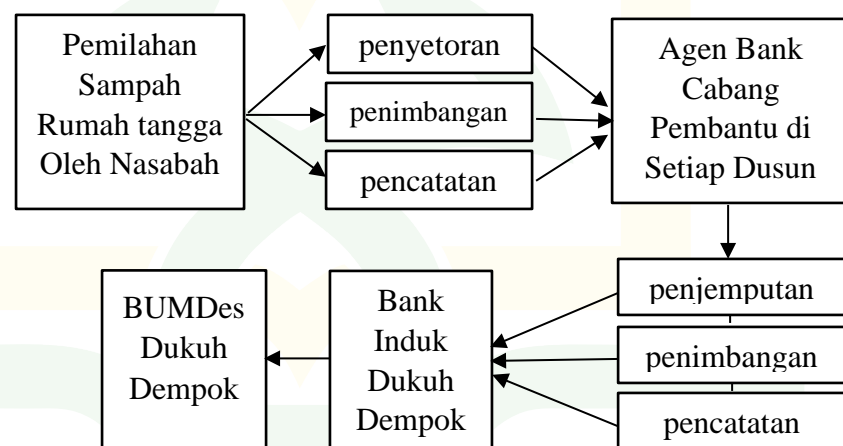 Pemilahan
Sampah
Rumah tangga
Oleh Nasabah
penyetoran
penimbangan
pencatatan
Agen Bank
Cabang
Pembantu di
Setiap Dusun
penjemputan
penimbangan
pencatatan
Bank
Induk
Dukuh
Dempok
BUMDes
Dukuh
Dempok